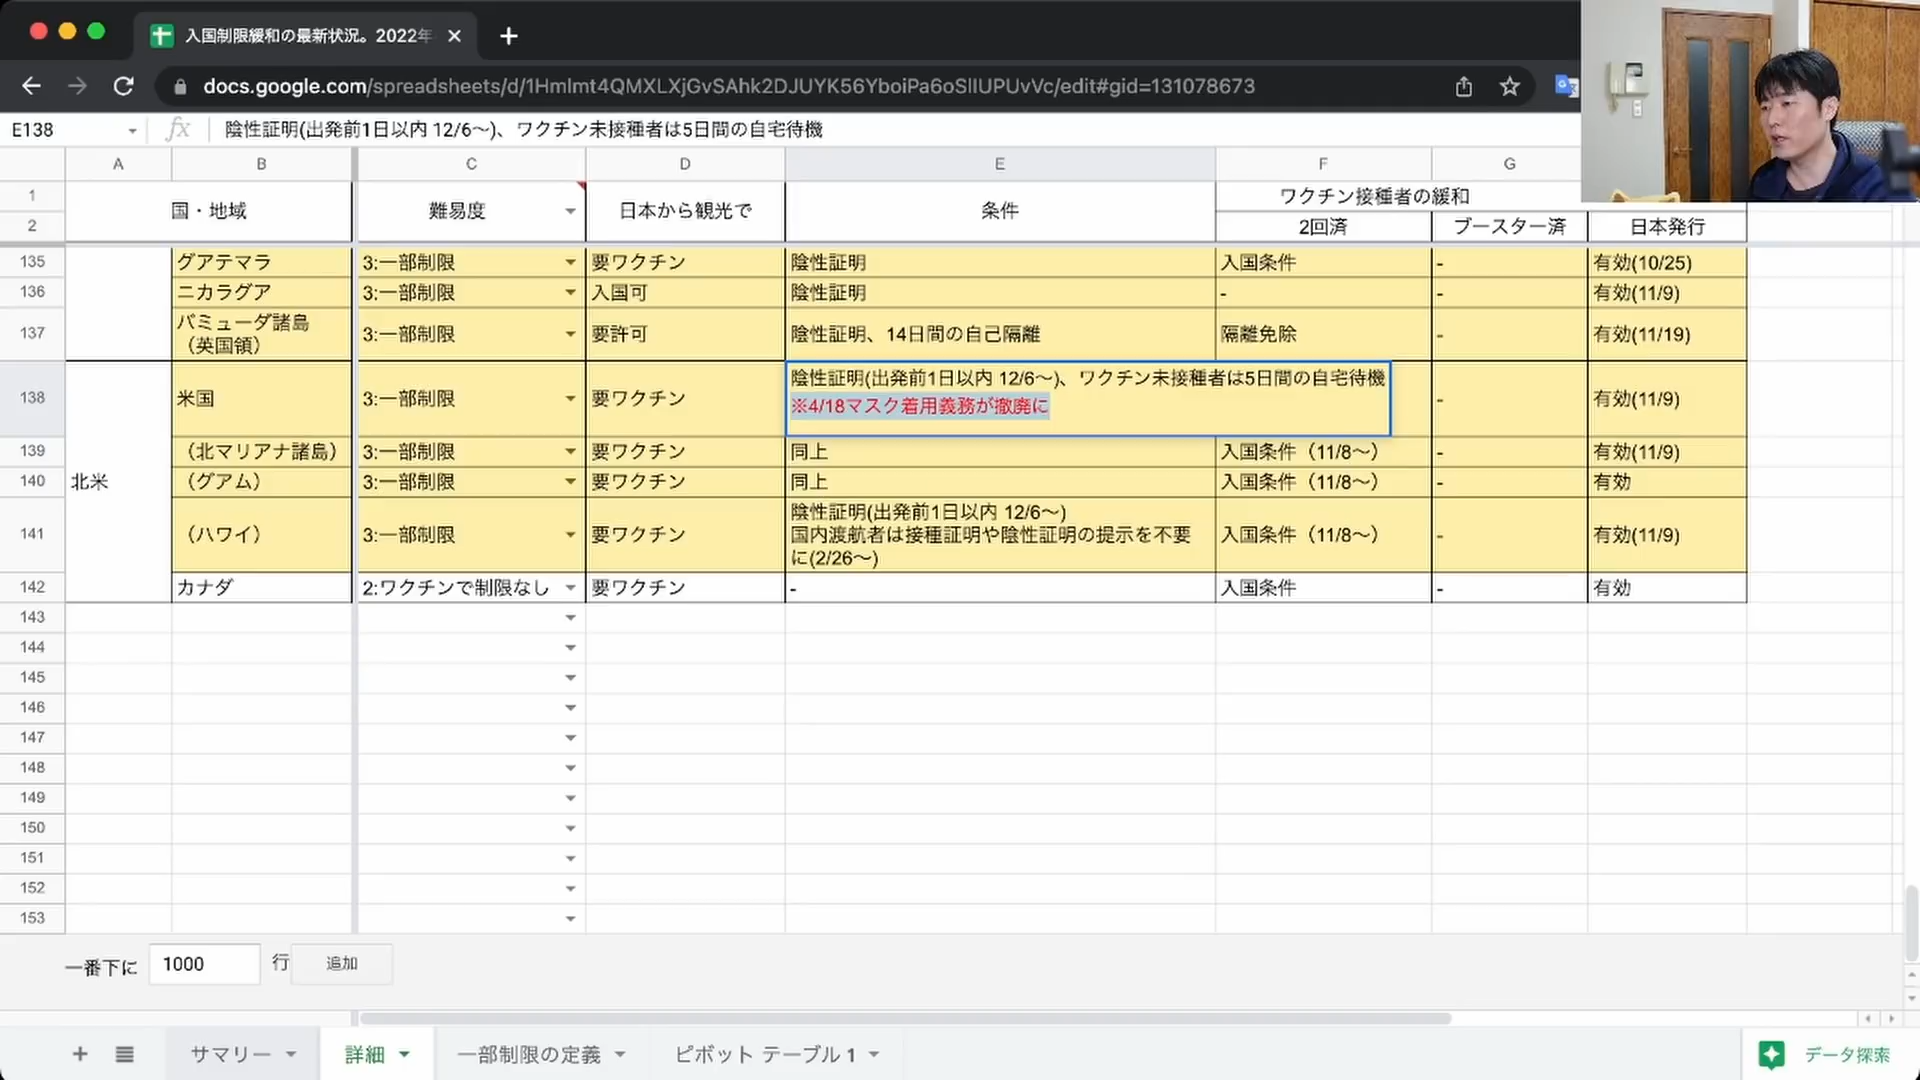 入国制限緩和の最新状況。2022年
docs.google.com/spreadsheets/d/1Hmlmt4QMXLXjGvSAhk2DJUYK56YboiPa6oSlIUPUvVc/edit#gid=131078673
E138
fx
陰性証明(出発前1日以内 12/6〜)、ワクチン未接種者は5日間の自宅待機
A B C D E F G
1 国・地域 難易度 日本から観光で 条件 ワクチン接種者の緩和
2 2回済 ブースター済 日本発行
135 グアテマラ 3:一部制限 要ワクチン 陰性証明 入国条件 - 有効(10/25)
136 ニカラグア 3:一部制限 入国可 陰性証明 - - 有効(11/9)
137 バミューダ諸島
（英国領） 3:一部制限 要許可 陰性証明、14日間の自己隔離 隔離免除 - 有効(11/19)
138 米国 3:一部制限 要ワクチン 陰性証明(出発前1日以内 12/6〜)、ワクチン未接種者は5日間の自宅待機
※4/18マスク着用義務が撤廃に - 有効(11/9)
139 （北マリアナ諸島） 3:一部制限 要ワクチン 同上 入国条件（11/8〜） - 有効(11/9)
140 北米 （グアム） 3:一部制限 要ワクチン 同上 入国条件（11/8〜） - 有効
141 （ハワイ） 3:一部制限 要ワクチン 陰性証明(出発前1日以内 12/6〜)
国内渡航者は接種証明や陰性証明の提示を不要
に(2/26〜) 入国条件（11/8〜） - 有効(11/9)
142 カナダ 2:ワクチンで制限なし 要ワクチン - 入国条件 - 有効
143
144
145
146
147
148
149
150
151
152
153
一番下に 1000 行 追加
サマリー 詳細 一部制限の定義 ピボット テーブル 1 データ探索